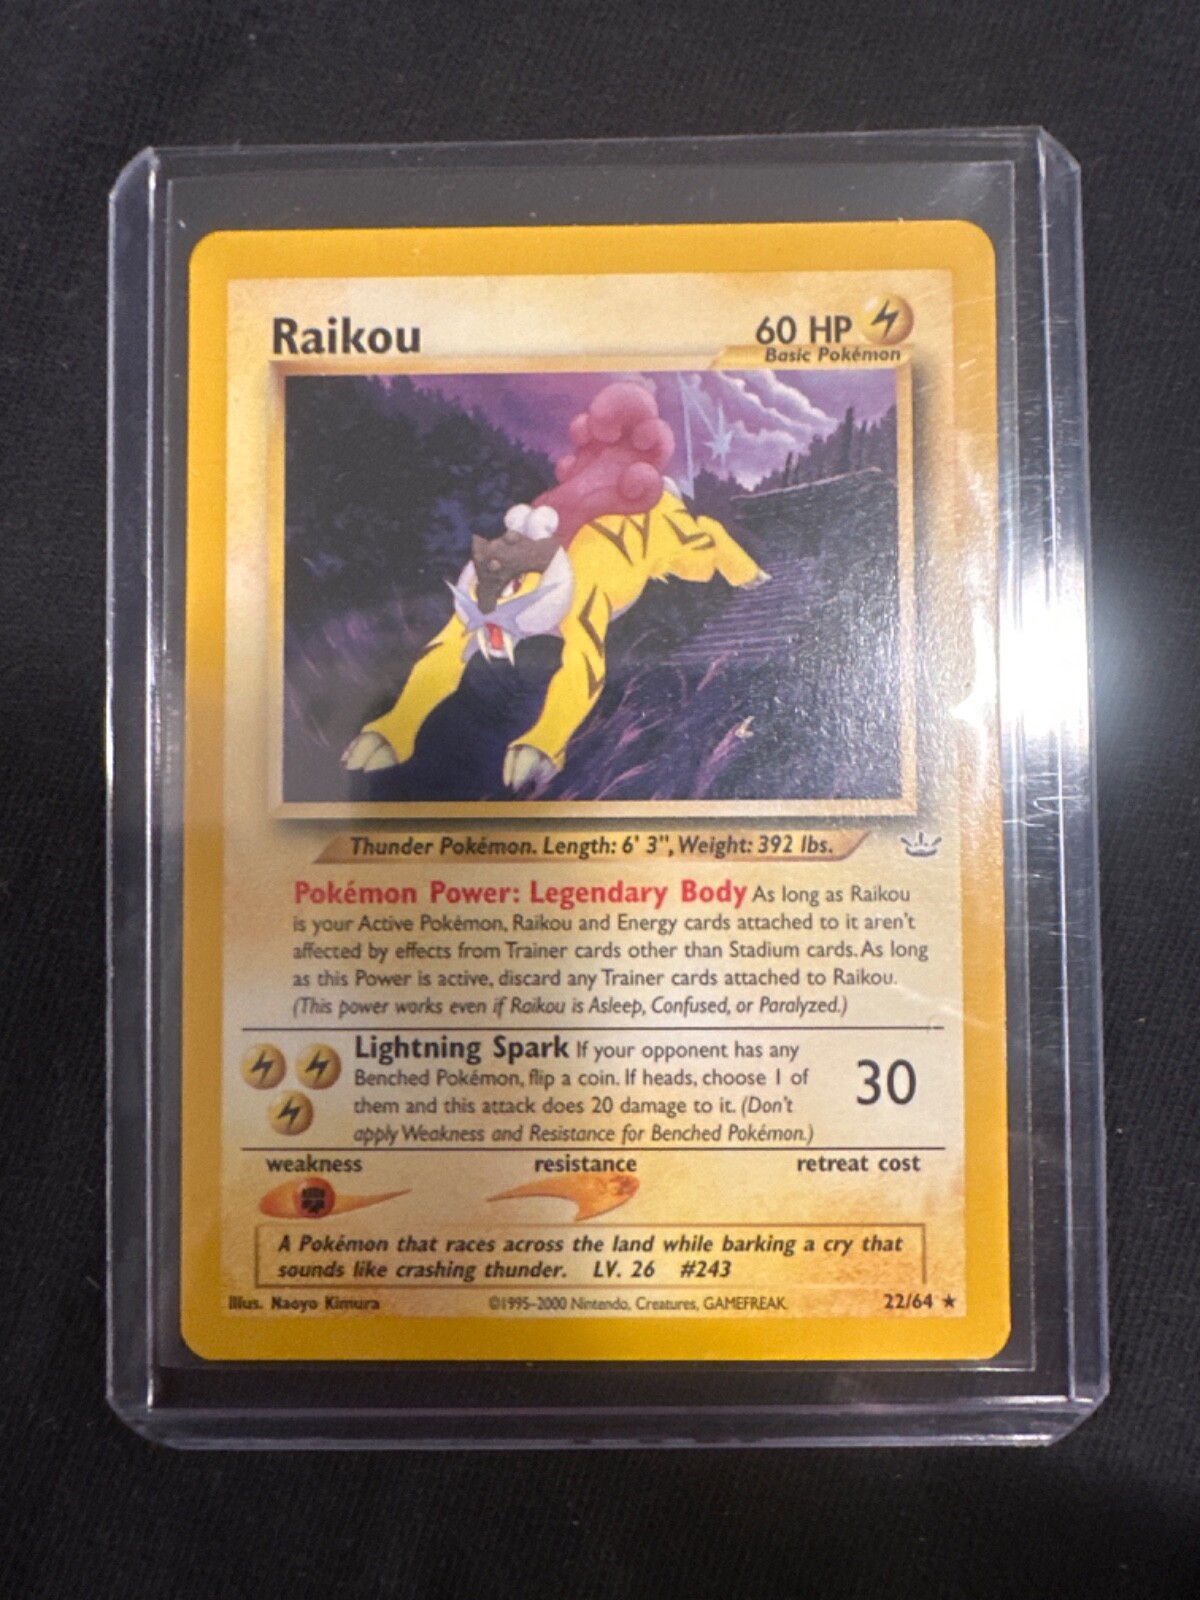 Raikou
60 HP
Basic Pokémon
Thunder Pokémon. Length: 6' 3", Weight: 392 lbs.
Pokémon Power: Legendary Body As long as Raikou
is your Active Pokémon, Raikou and Energy cards attached to it aren't
affected by effects from Trainer cards other than Stadium cards. As long
as this Power is active, discard any Trainer cards attached to Raikou.
(This power works even if Raikou is Asleep, Confused, or Paralyzed.)
Lightning Spark If your opponent has any
Benched Pokémon, flip a coin. If heads, choose 1 of
them and this attack does 20 damage to it. (Don't
apply Weakness and Resistance for Benched Pokémon.)
30
weakness resistance retreat cost
A Pokémon that races across the land while barking a cry that
sounds like crashing thunder. LV. 26 #243
Illus. Naoyo Kimura ©1995-2000 Nintendo, Creatures, GAMEFREAK. 22/64 ★